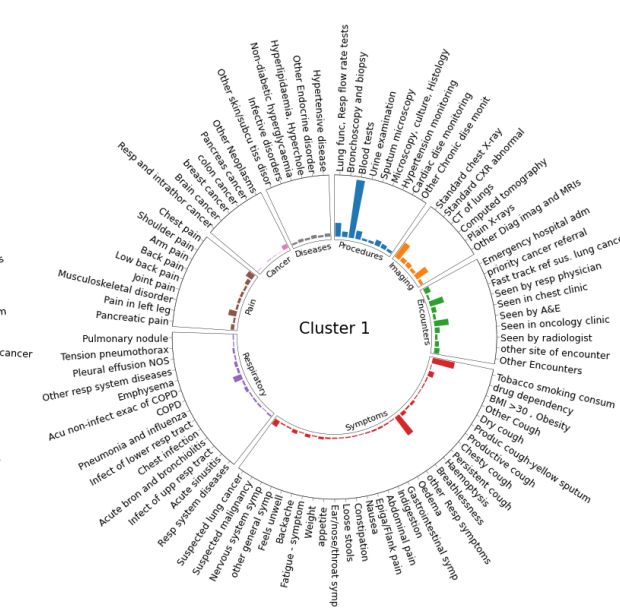 Lung func. Resp flow rate tests
Bronchoscopy and biopsy
Blood tests
Urine examination
Sputum microscopy
Microscopy, culture, Histology
Hypertension monitoring
Cardiac dise monitoring
Other Chronic dise monit
Standard chest X-ray
Standard CXR abnormal
CT of lungs
Computed tomography
Plain X-rays
Other Diag imag and MRIs
Emergency hospital adm
priority cancer referral
Fast track ref sus. lung cance
Seen by resp physician
Seen in chest clinic
Seen by A&E
Seen in oncology clinic
Seen by radiologist
other site of encounter
Other Encounters
Tobacco smoking consum
drug dependency
BMI >30 , Obesity
Other Cough
Dry cough
Produc cough-yellow sputum
Productive cough
Chesty cough
Persistent cough
Haemoptysis
Breathlessness
other Resp symptoms
Oedema
Gastrointestinal symp
Indigestion
Abdominal pain
Epiga/Flank pain
Nausea
Constipation
Loose stools
Ear/nose/throat symp
appetite
Weight
Fatigue - symptom
Backache
Feels unwell
other general symp
Nervous system symp
Suspected malignancy
Suspected lung cancer
Resp system diseases
Acute sinusitis
Infect of upp resp tract
Acute bron and bronchiolitis
Chest infection
Infect of lower resp tract
Pneumonia and influenza
COPD
Acu non-infect exac of COPD
Emphysema
Other resp system diseases
Pleural effusion NOS
Tension pneumothorax
Pulmonary nodule
Pancreatic pain
Pain in left leg
Musculoskeletal disorder
Joint pain
Low back pain
Back pain
Arm pain
Shoulder pain
Chest pain
Resp and intrathor cancer
Brain cancer
breast cancer
colon cancer
Pancreas cancer
Other Neoplasms
Other skin/subcu tiss disor
Infective disorders
Non-diabetic hyperglycaemia
Hyperlipidaemia, Hyperchole
Other Endocrine disorder
Hypertensive disease
Procedures
Imaging
Encounters
Symptoms
Respiratory
Pain
Cancer
Diseases
Cluster 1
s
m
cancer